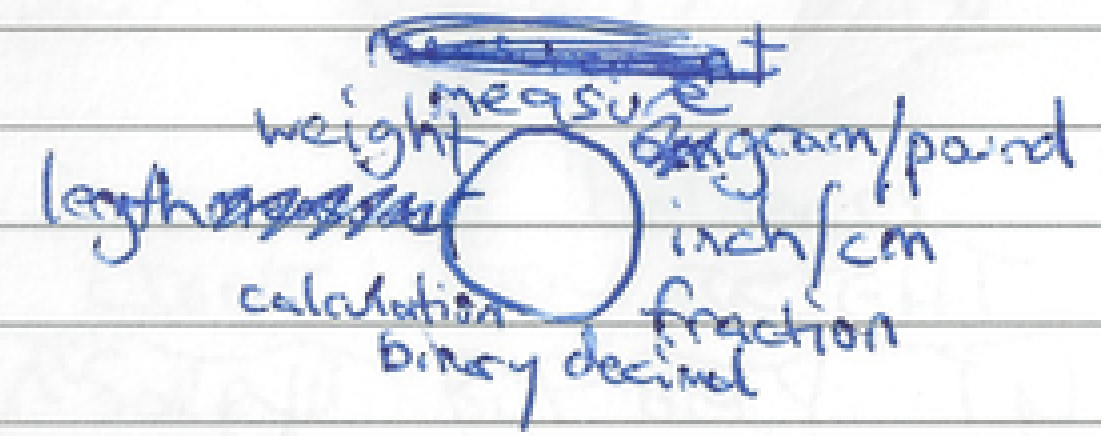 measure
weight gram/pound
length inch/cm
calculation fraction
binary decimal